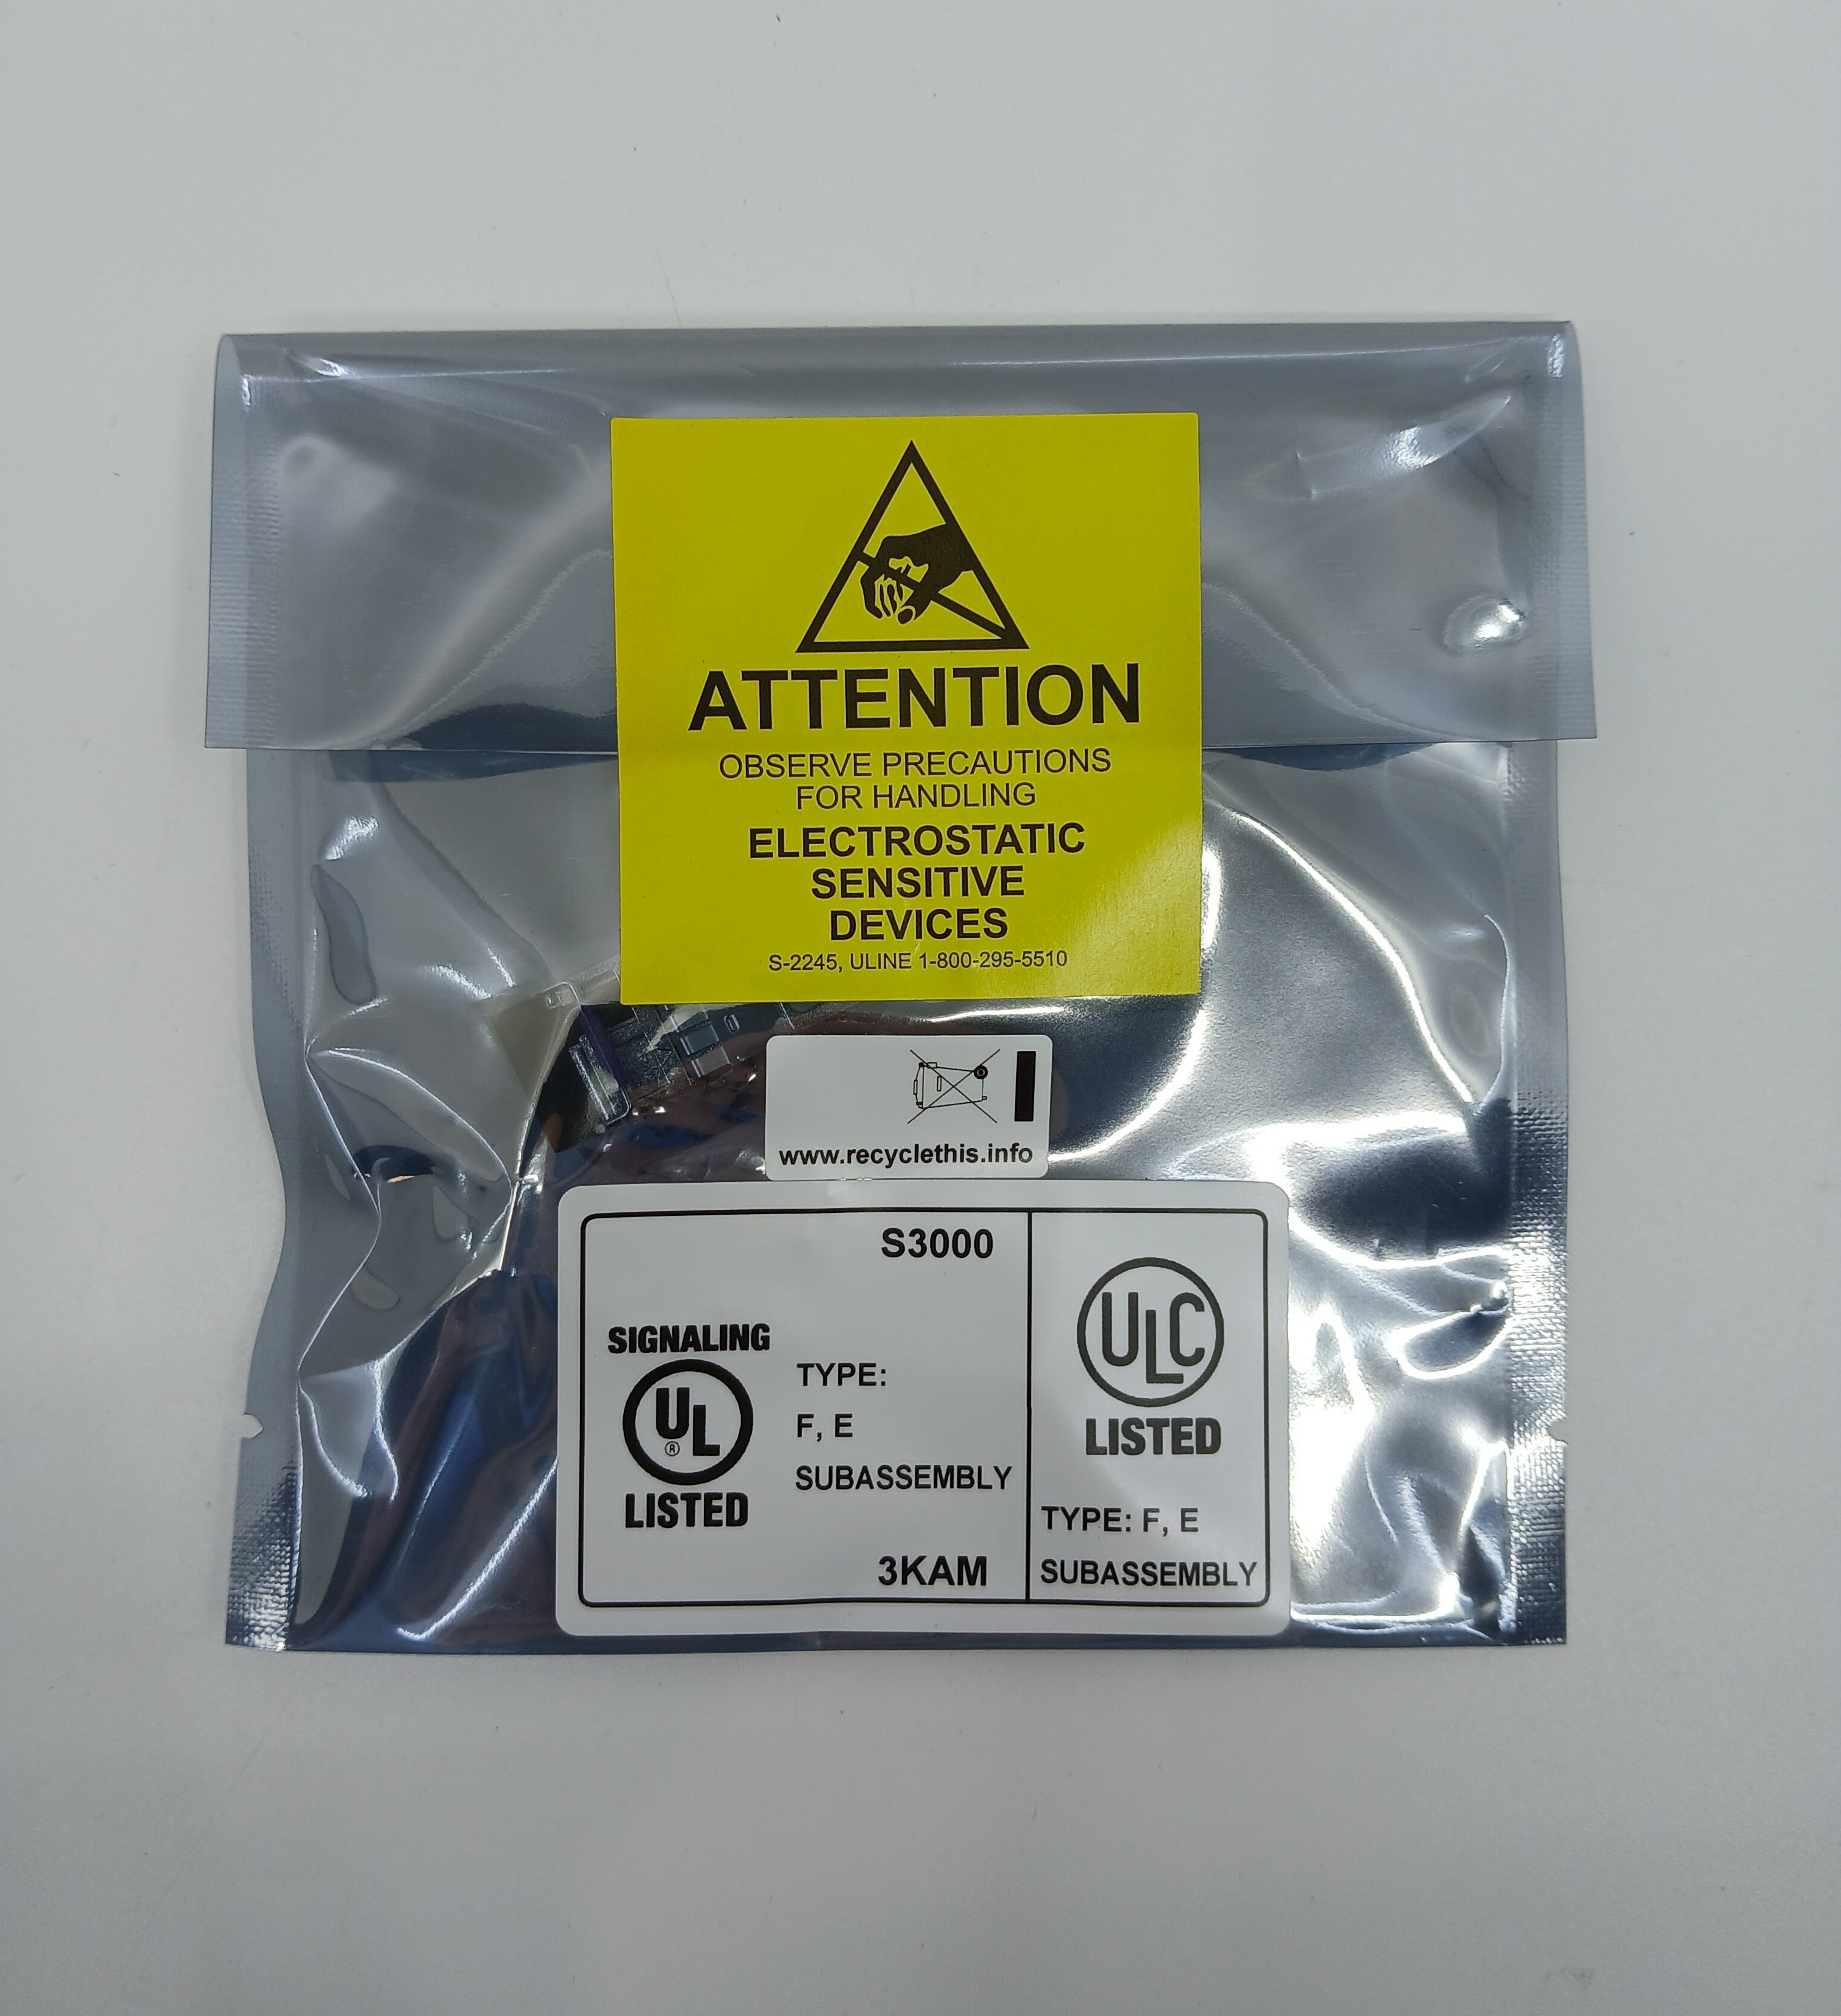 ATTENTION
OBSERVE PRECAUTIONS
FOR HANDLING
ELECTROSTATIC
SENSITIVE
DEVICES
S-2245, ULINE 1-800-295-5510
www.recyclethis.info
S3000
SIGNALING
UL
®
LISTED
TYPE:
F, E
SUBASSEMBLY
3KAM
ULC
LISTED
TYPE: F, E
SUBASSEMBLY